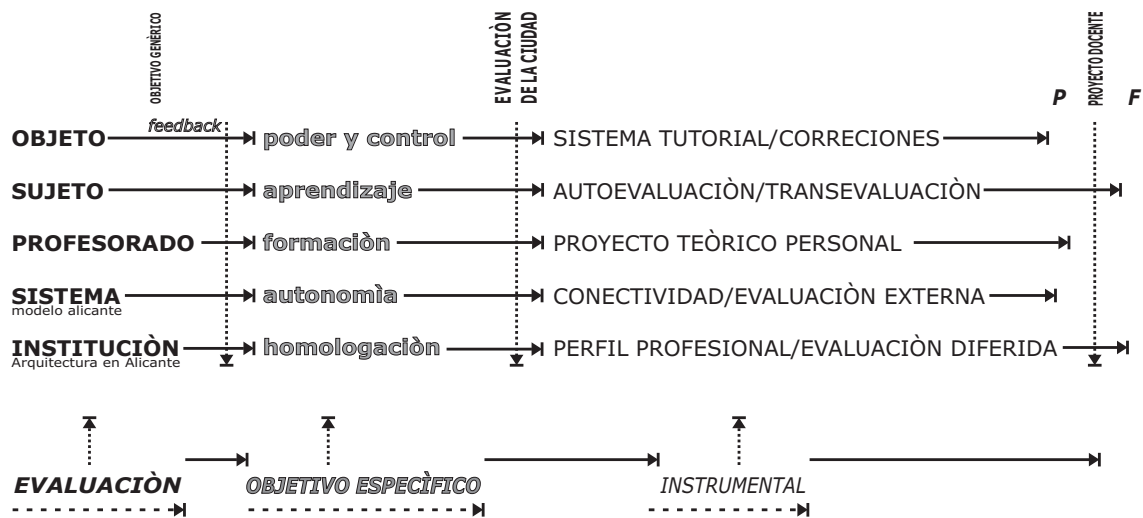 OBJETIVO GENÈRICO
EVALUACIÒN
DE LA CIUDAD
PROYECTO DOCENTE
P
F
feedback
OBJETO poder y control SISTEMA TUTORIAL/CORRECIONES
SUJETO aprendizaje AUTOEVALUACIÒN/TRANSEVALUACIÒN
PROFESORADO formaciòn PROYECTO TEÒRICO PERSONAL
SISTEMA autonomìa CONECTIVIDAD/EVALUACIÒN EXTERNA
modelo alicante
INSTITUCIÒN homologaciòn PERFIL PROFESIONAL/EVALUACIÒN DIFERIDA
Arquitectura en Alicante
EVALUACIÒN OBJETIVO ESPECÌFICO INSTRUMENTAL